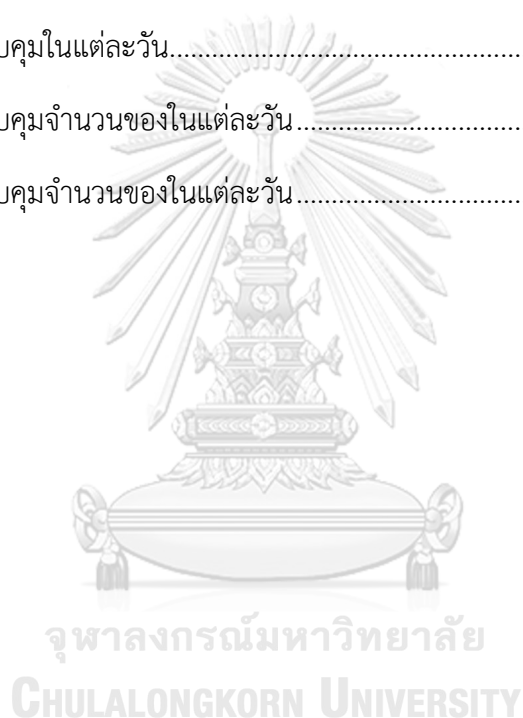 บคุมในแต่ละวัน..................................................
บคุมจำนวนของในแต่ละวัน................................
บคุมจำนวนของในแต่ละวัน................................
จุฬาลงกรณ์มหาวิทยาลัย
CHULALONGKORN UNIVERSITY